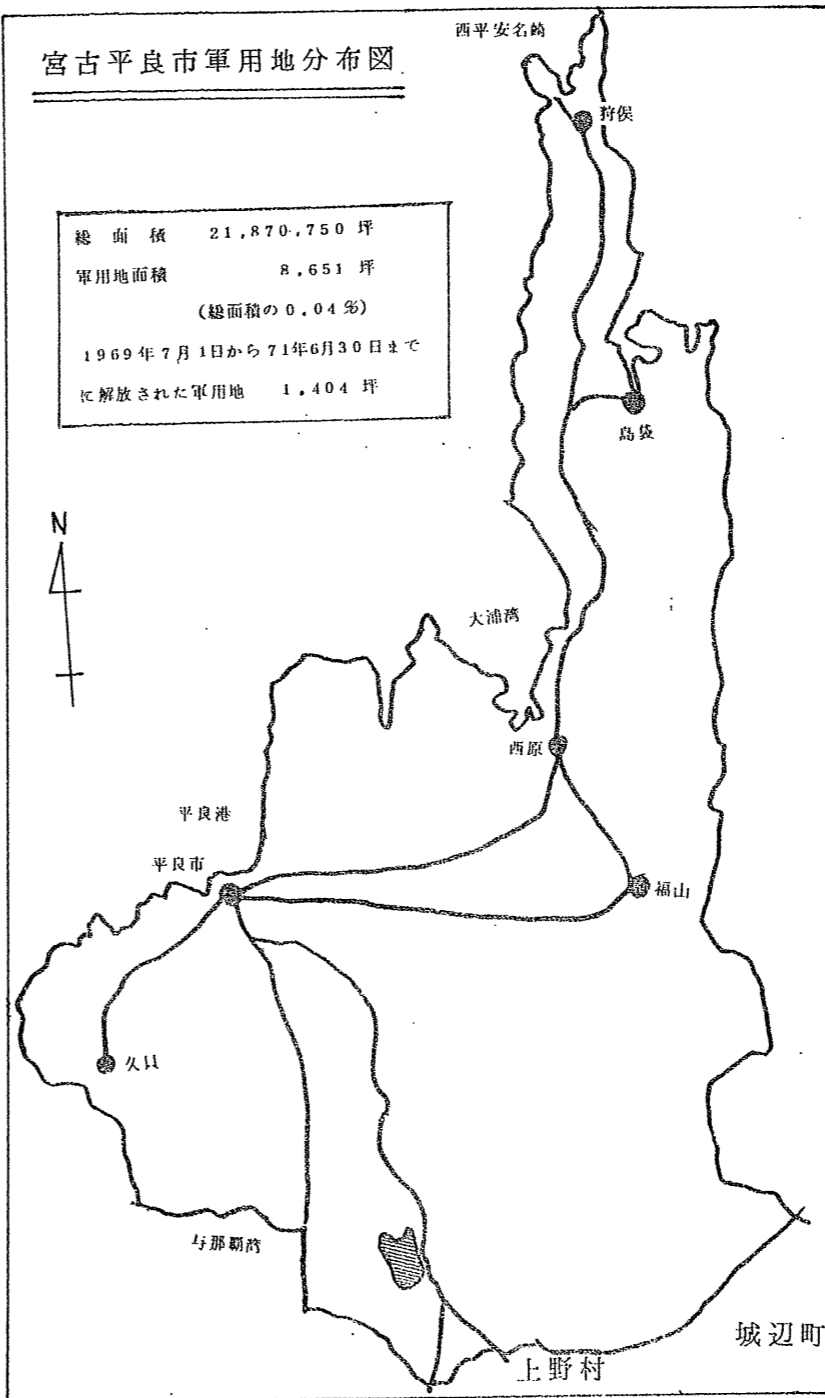 宮古平良市軍用地分布図
総面積 21,870,750 坪
軍用地面積 8,651 坪
(総面積の 0.04 %)
1969年7月1日から71年6月30日まで
に解放された軍用地 1,404 坪
西平安名崎
狩俣
島袋
N
大浦湾
西原
平良港
平良市
福山
久貝
与那覇湾
城辺町
上野村